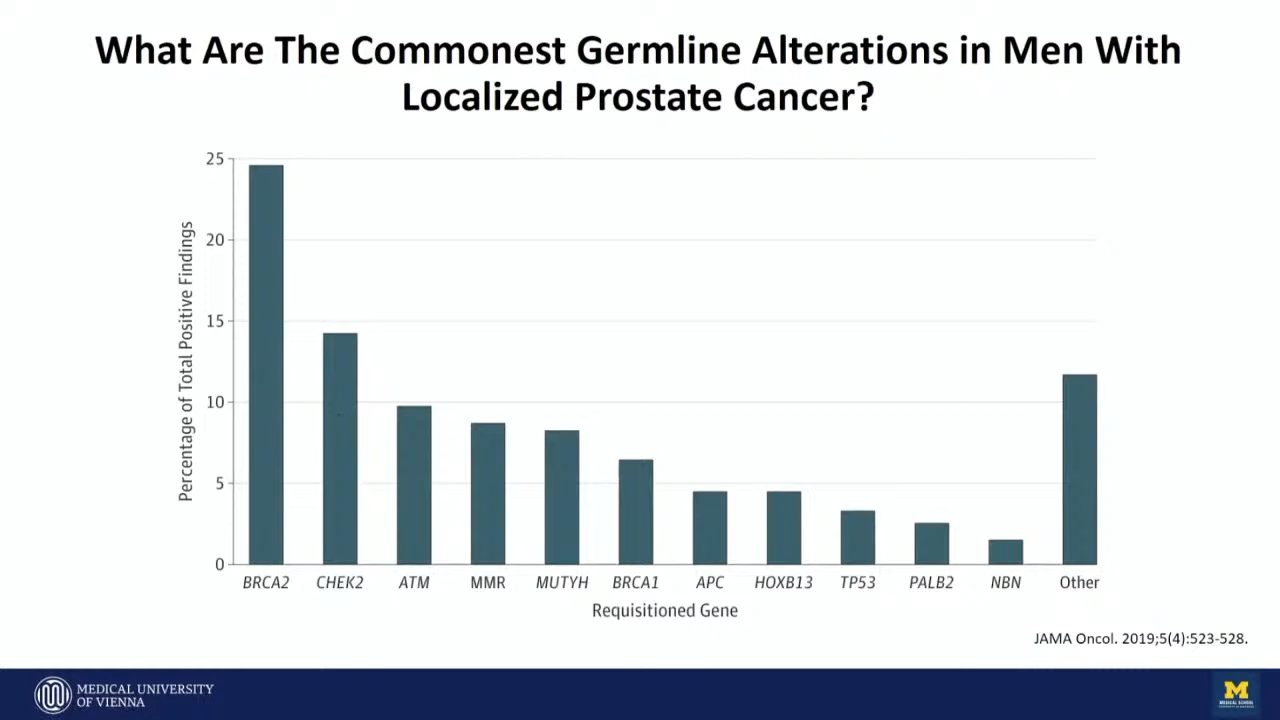 What Are The Commonest Germline Alterations in Men With
Localized Prostate Cancer?
25
20
15
10
5
0
Percentage of Total Positive Findings
BRCA2 CHEK2 ATM MMR MUTYH BRCA1 APC HOXB13 TP53 PALB2 NBN Other
Requisitioned Gene
JAMA Oncol. 2019;5(4):523-528.
MEDICAL UNIVERSITY
OF VIENNA
M
MEDICAL SCHOOL